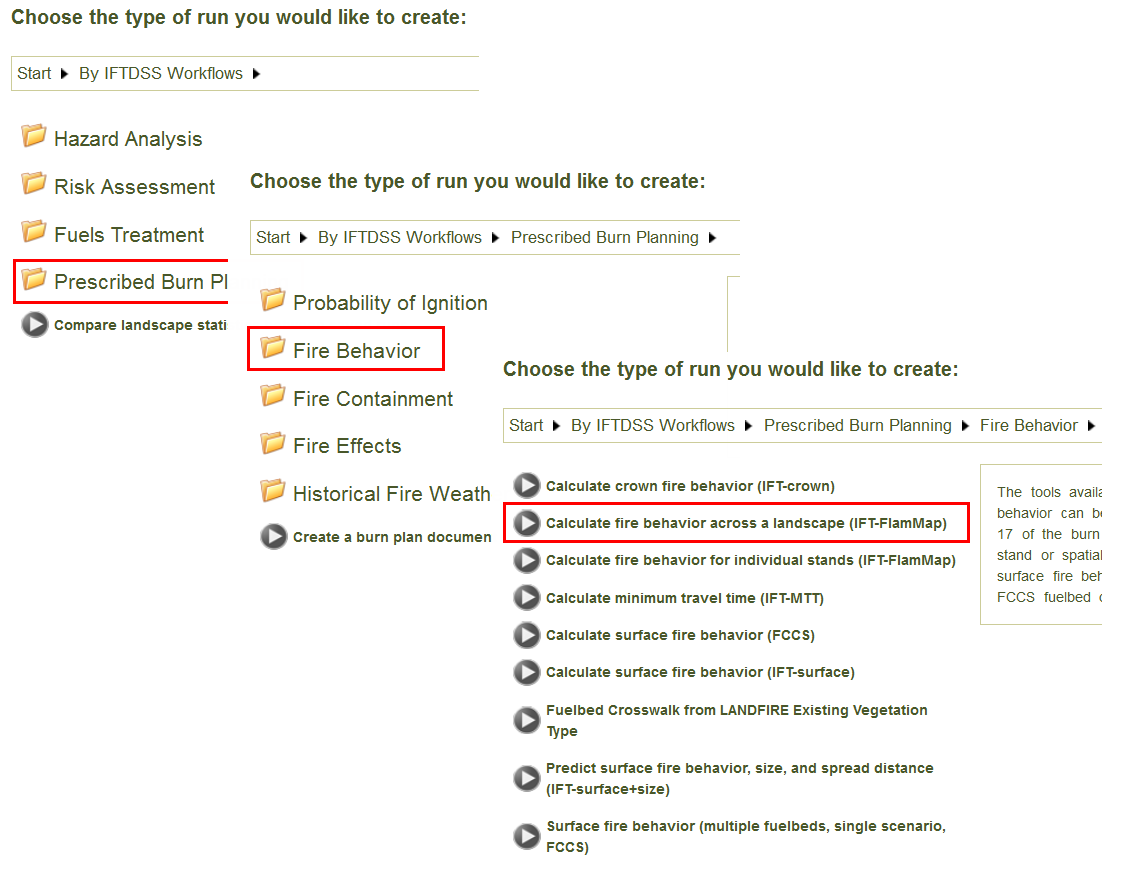 Choose the type of run you would like to create:
Start By IFTDSS Workflows
Hazard Analysis
Risk Assessment
Fuels Treatment
Prescribed Burn Pl
Compare landscape stati
Choose the type of run you would like to create:
Start By IFTDSS Workflows Prescribed Burn Planning
Probability of Ignition
Fire Behavior
Fire Containment
Fire Effects
Historical Fire Weath
Create a burn plan documen
Choose the type of run you would like to create:
Start By IFTDSS Workflows Prescribed Burn Planning Fire Behavior
Calculate crown fire behavior (IFT-crown)
Calculate fire behavior across a landscape (IFT-FlamMap)
Calculate fire behavior for individual stands (IFT-FlamMap)
Calculate minimum travel time (IFT-MTT)
Calculate surface fire behavior (FCCS)
Calculate surface fire behavior (IFT-surface)
Fuelbed Crosswalk from LANDFIRE Existing Vegetation
Type
Predict surface fire behavior, size, and spread distance
(IFT-surface+size)
Surface fire behavior (multiple fuelbeds, single scenario,
FCCS)
The tools availa
behavior can be
17 of the burn
stand or spatial
surface fire beh
FCCS fuelbed